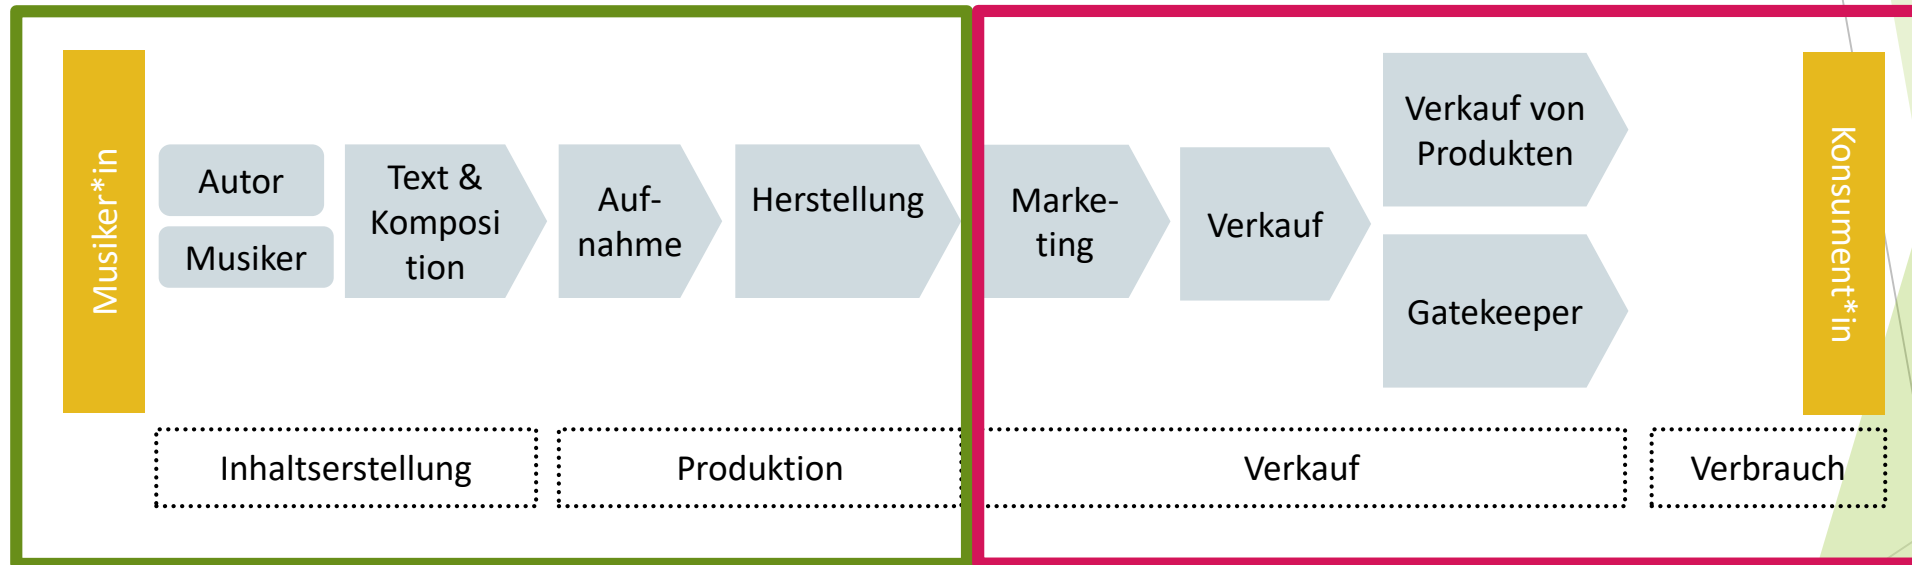 Musiker*in
Autor
Musiker
Text &
Komposi
tion
Auf-
nahme
Herstellung
Marke-
ting
Verkauf
Verkauf von
Produkten
Gatekeeper
Konsument*in
Inhaltserstellung
Produktion
Verkauf
Verbrauch